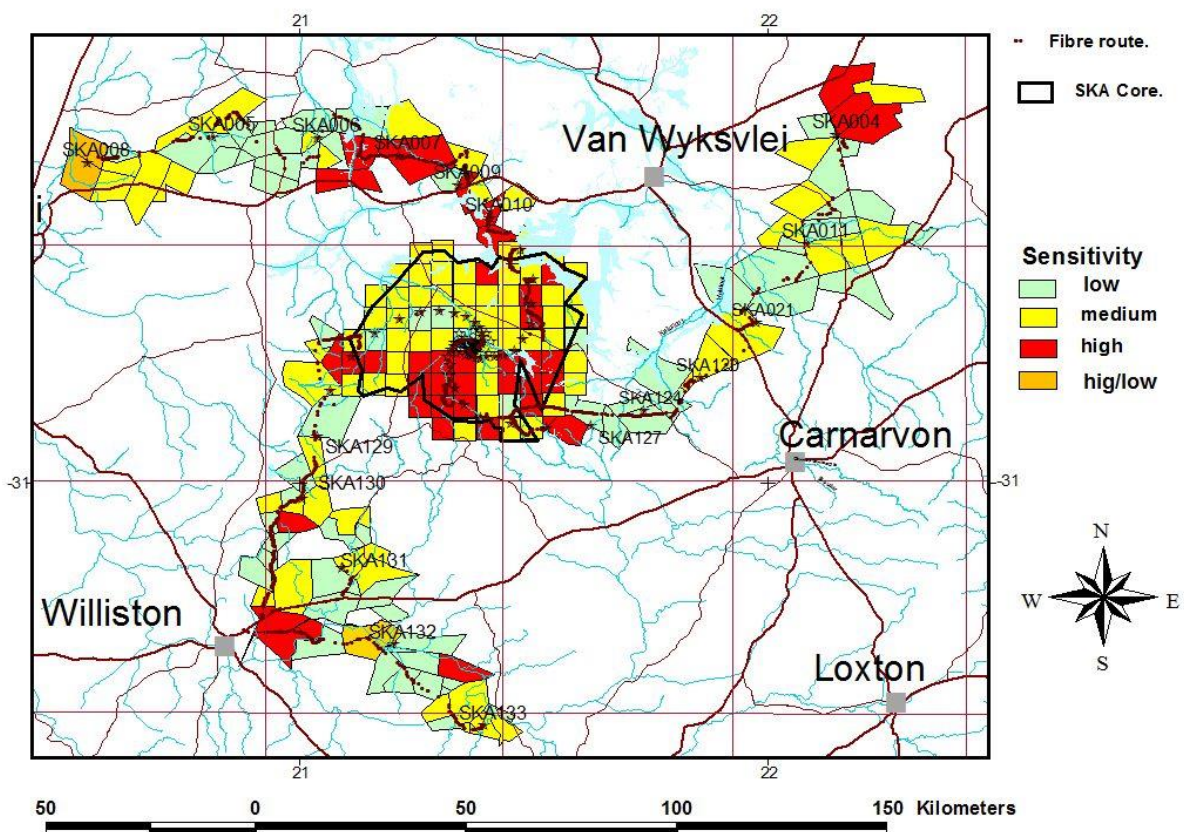 21
22
Fibre route.
SKA Core.
SKA004
SKA005
SKA006
SKA007
SKA008
SKA009
SKA010
Van Wyksvlei
i
SKA011
Sensitivity
low
medium
high
hig/low
SKA021
SKA120
SKA124
SKA127
SKA129
Carnarvon
-31
SKA130
-31
SKA131
N
W
E
S
Williston
SKA132
Loxton
SKA133
21
22
50
0
50
100
150 Kilometers